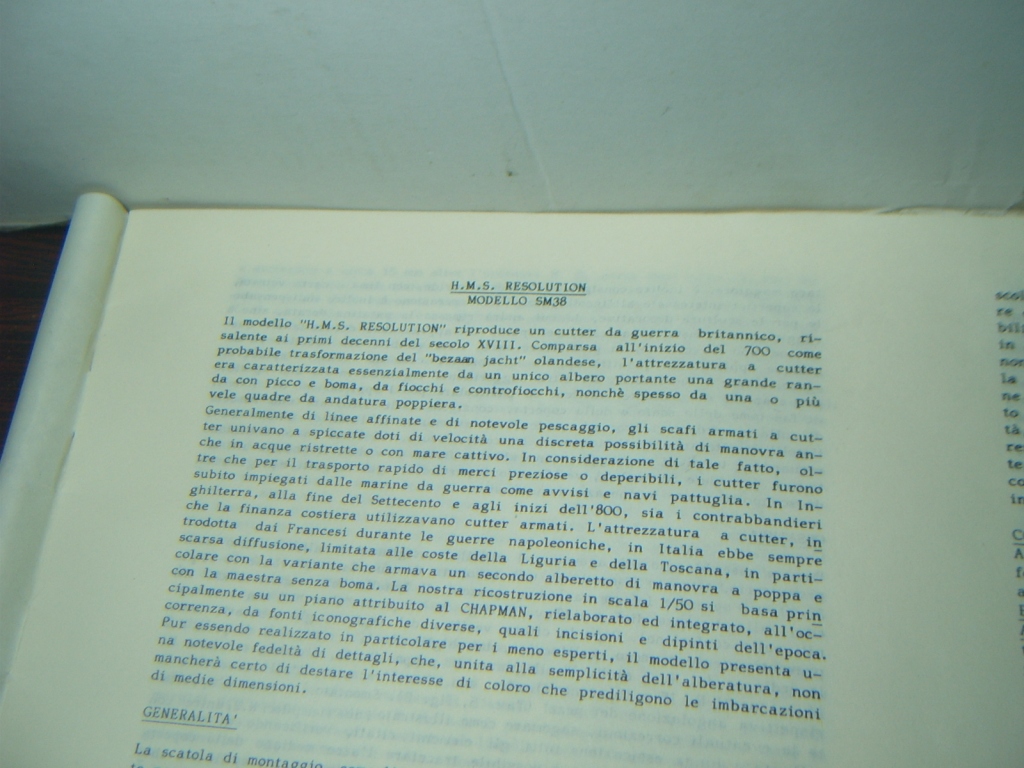 H.M.S. RESOLUTION
MODELLO SM38
Il modello "H.M.S. RESOLUTION" riproduce un cutter da guerra britannico, ri-
salente ai primi decenni del secolo XVIII. Comparsa all'inizio del 700 come
probabile trasformazione del "bezaan jacht" olandese, l'attrezzatura a cutter
era caratterizzata essenzialmente da un unico albero portante una grande ran-
da con picco e boma, da fiocchi e controfiocchi, nonchè spesso da una o più
vele quadre da andatura poppiera.
Generalmente di linee affinate e di notevole pescaggio, gli scafi armati a cut-
ter univano a spiccate doti di velocità una discreta possibilità di manovra an-
che in acque ristrette o con mare cattivo. In considerazione di tale fatto, ol-
tre che per il trasporto rapido di merci preziose o deperibili, i cutter furono
subito impiegati dalle marine da guerra come avvisi e navi pattuglia. In In-
ghilterra, alla fine del Settecento e agli inizi dell'800, sia i contrabbandieri
che la finanza costiera utilizzavano cutter armati. L'attrezzatura a cutter, in
trodotta dai Francesi durante le guerre napoleoniche, in Italia ebbe sempre
scarsa diffusione, limitata alle coste della Liguria e della Toscana, in parti-
colare con la variante che armava un secondo alberetto di manovra a poppa e
con la maestra senza boma. La nostra ricostruzione in scala 1/50 si basa prin
cipalmente su un piano attribuito al CHAPMAN, rielaborato ed integrato, all'oc-
correnza, da fonti iconografiche diverse, quali incisioni e dipinti dell'epoca.
Pur essendo realizzato in particolare per i meno esperti, il modello presenta u-
na notevole fedeltà di dettagli, che, unita alla semplicità dell'alberatura, non
mancherà certo di destare l'interesse di coloro che prediligono le imbarcazioni
di medie dimensioni.
GENERALITA'
La scatola di montaggio